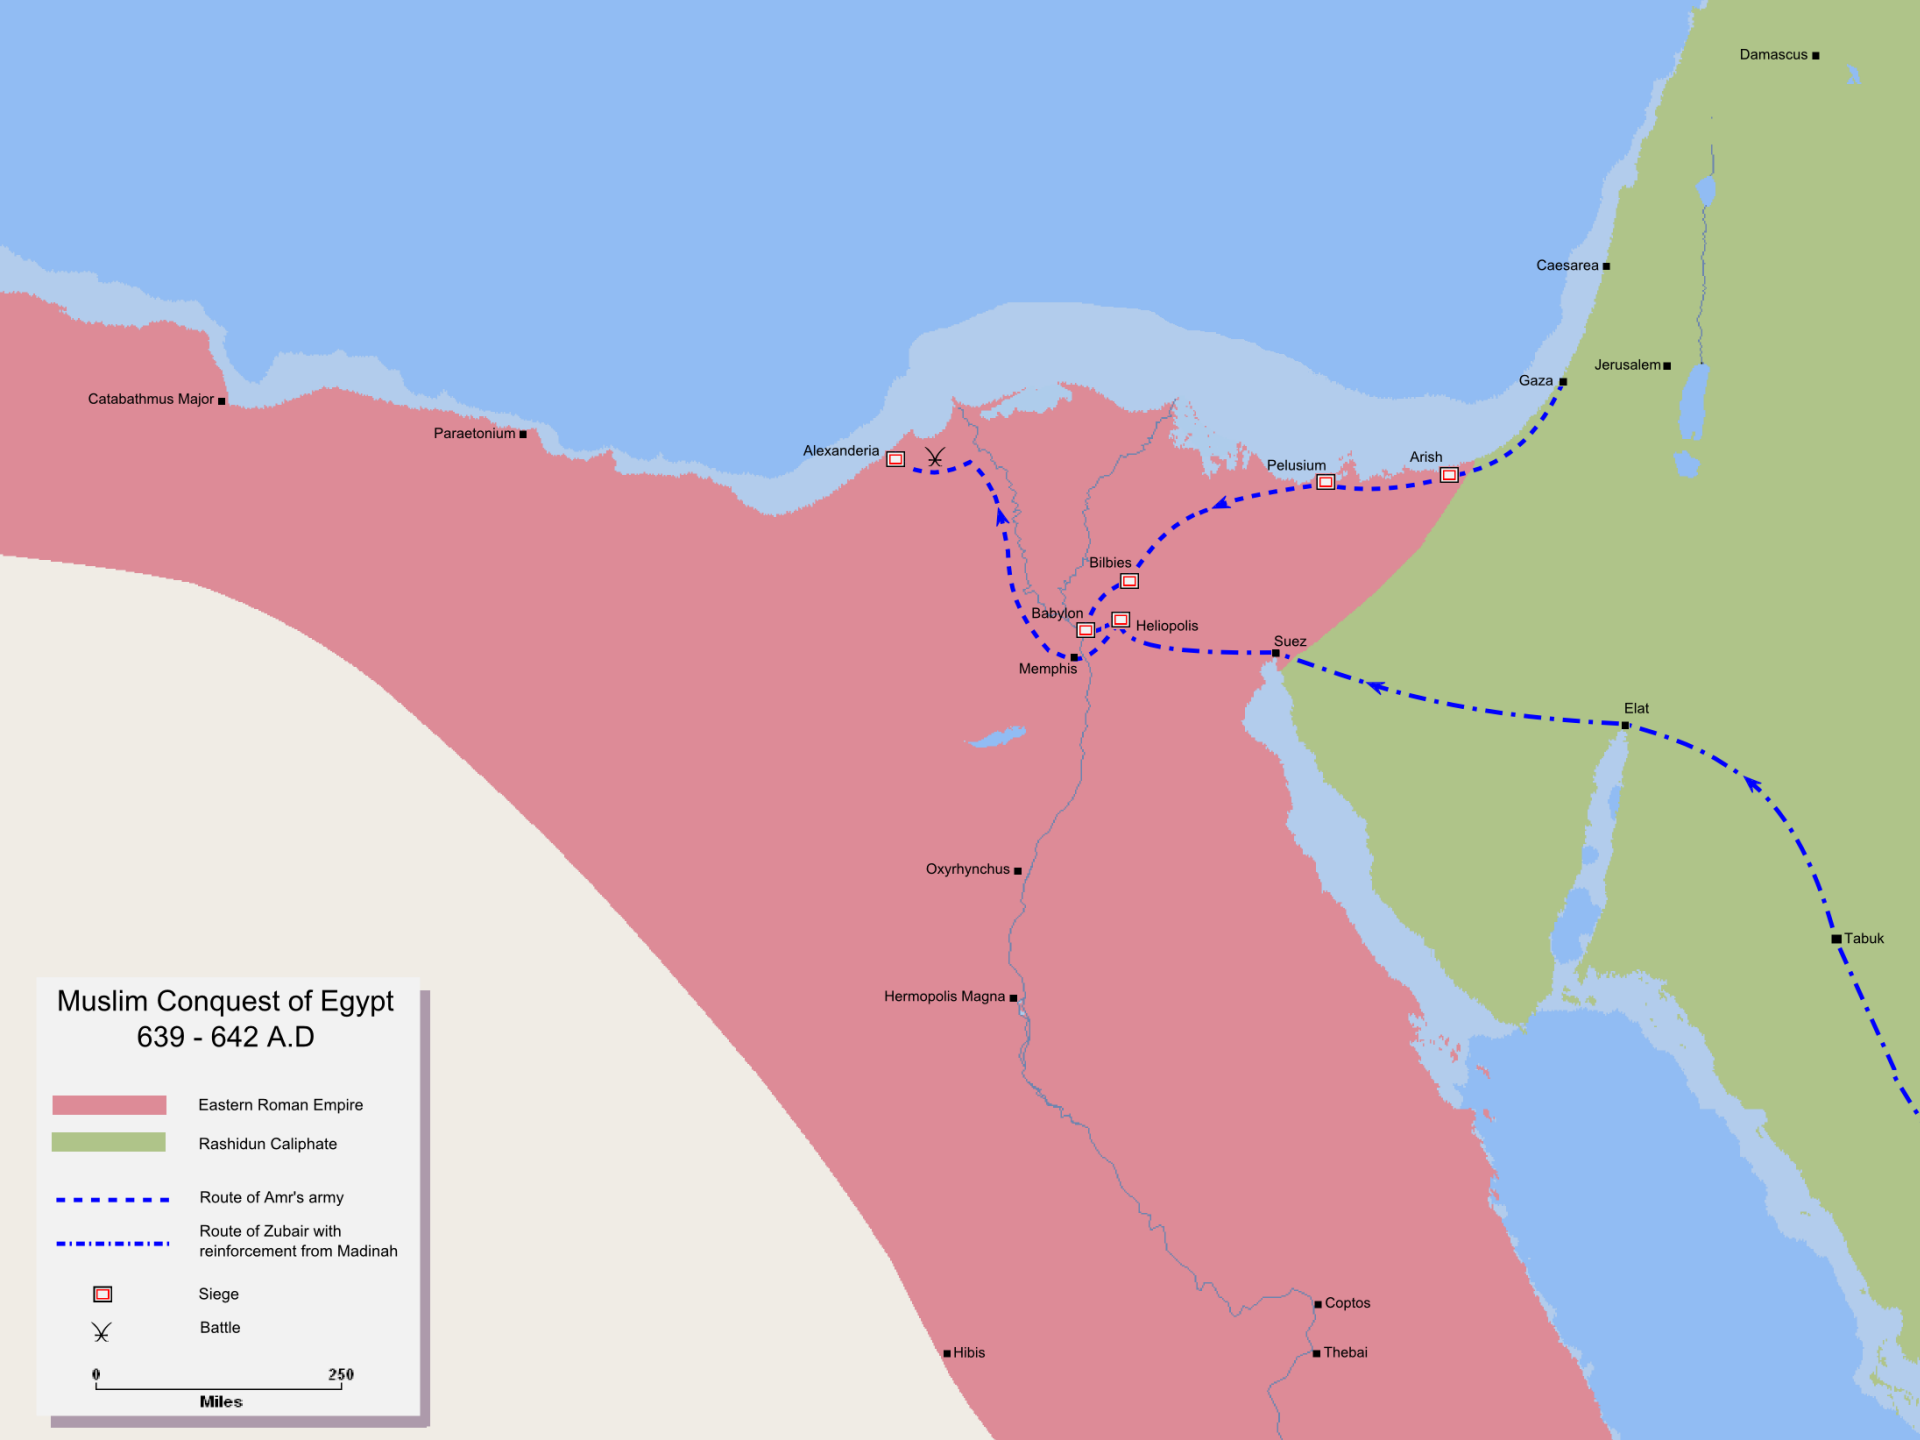 Damascus
Caesarea
Jerusalem
Gaza
Catabathmus Major
Paraetonium
Alexanderia
Arish
Pelusium
Bilbies
Babylon
Heliopolis
Suez
Memphis
Elat
Oxyrhynchus
Tabuk
Hermopolis Magna
Coptos
Hibis
Thebai
Muslim Conquest of Egypt
639 - 642 A.D
Eastern Roman Empire
Rashidun Caliphate
Route of Amr's army
Route of Zubair with
reinforcement from Madinah
Siege
Battle
0 250
Miles